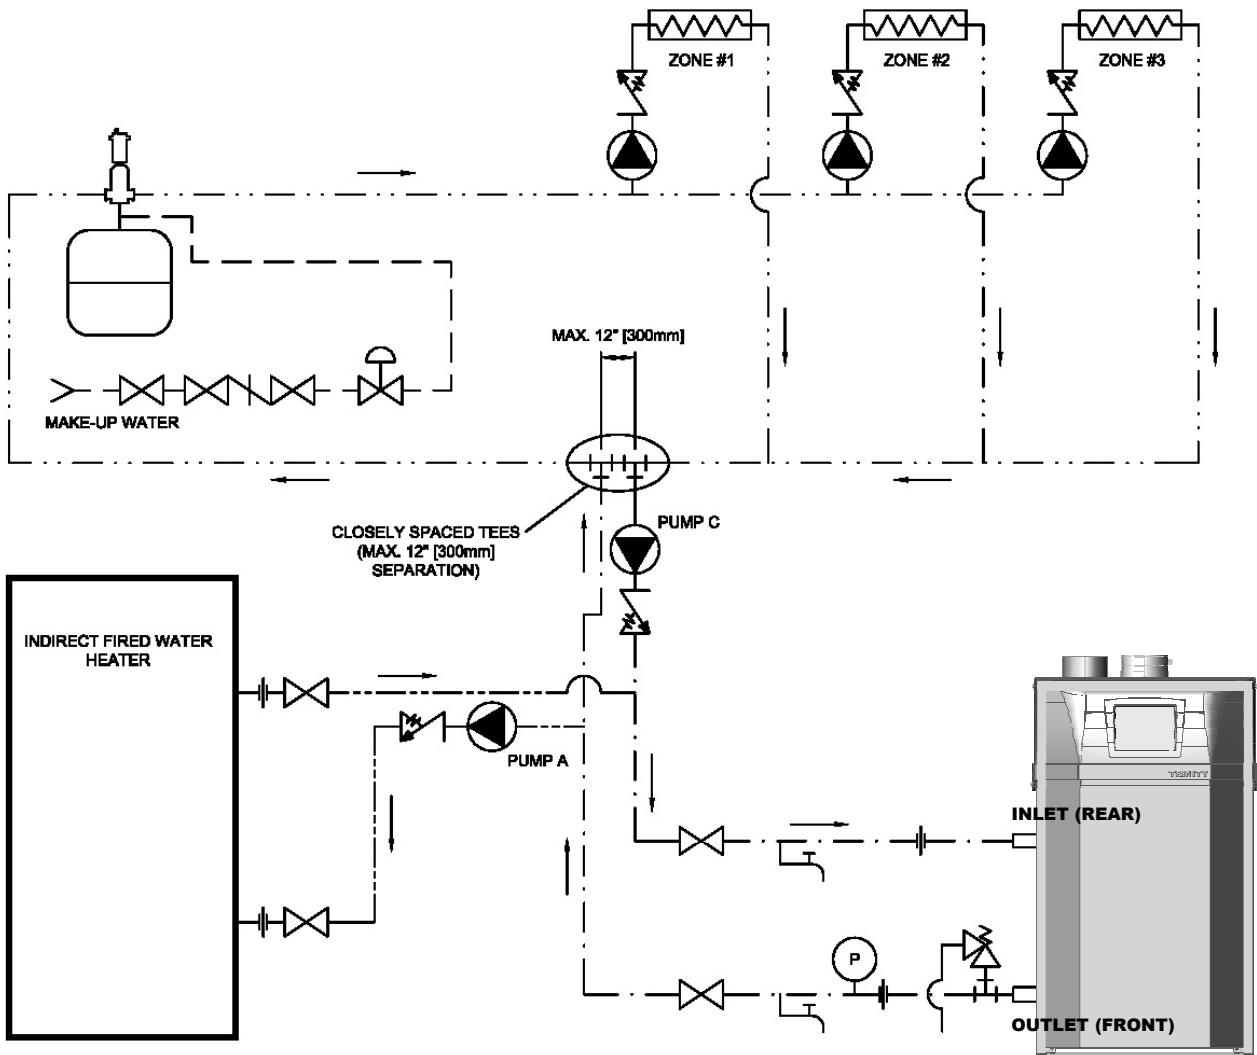 ZONE #1
ZONE #2
ZONE #3
MAX. 12" [300mm]
MAKE-UP WATER
CLOSELY SPACED TEES
(MAX. 12" [300mm]
SEPARATION)
PUMP C
INDIRECT FIRED WATER
HEATER
PUMP A
TRINITY
INLET (REAR)
P
OUTLET (FRONT)